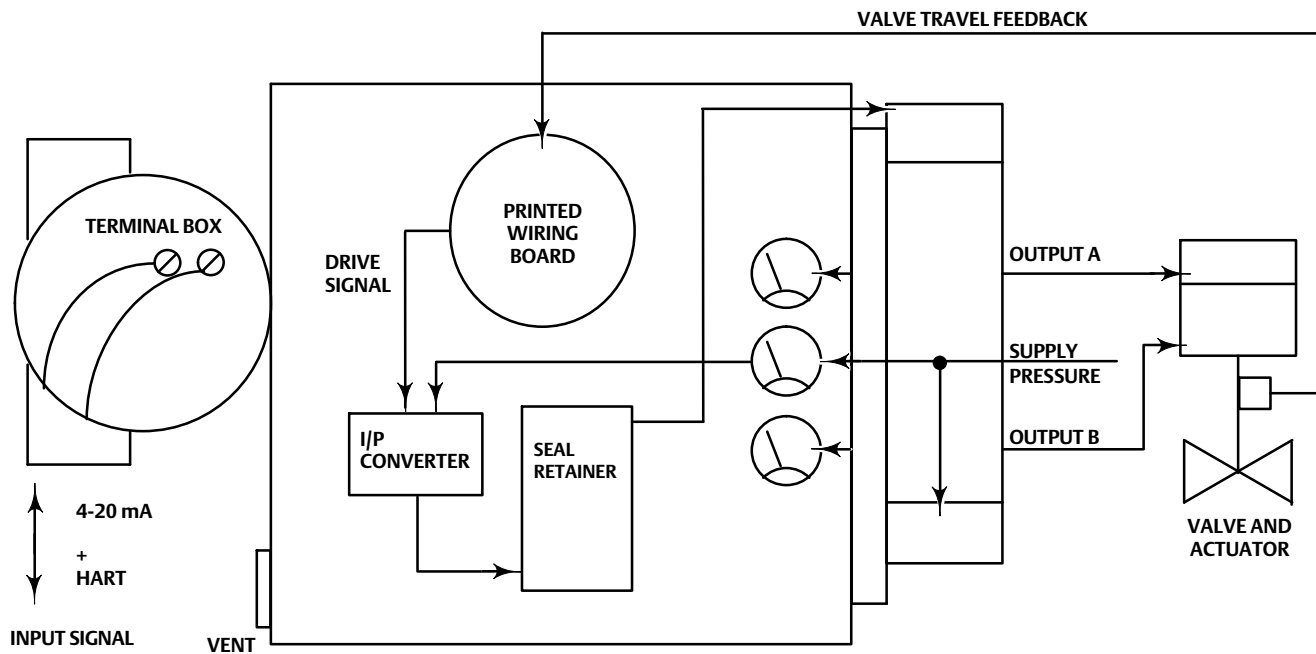 VALVE TRAVEL FEEDBACK
TERMINAL BOX
PRINTED
WIRING
BOARD
DRIVE
SIGNAL
OUTPUT A
SUPPLY
PRESSURE
I/P
CONVERTER
SEAL
RETAINER
OUTPUT B
4-20 mA
+
HART
INPUT SIGNAL
VENT
VALVE AND
ACTUATOR